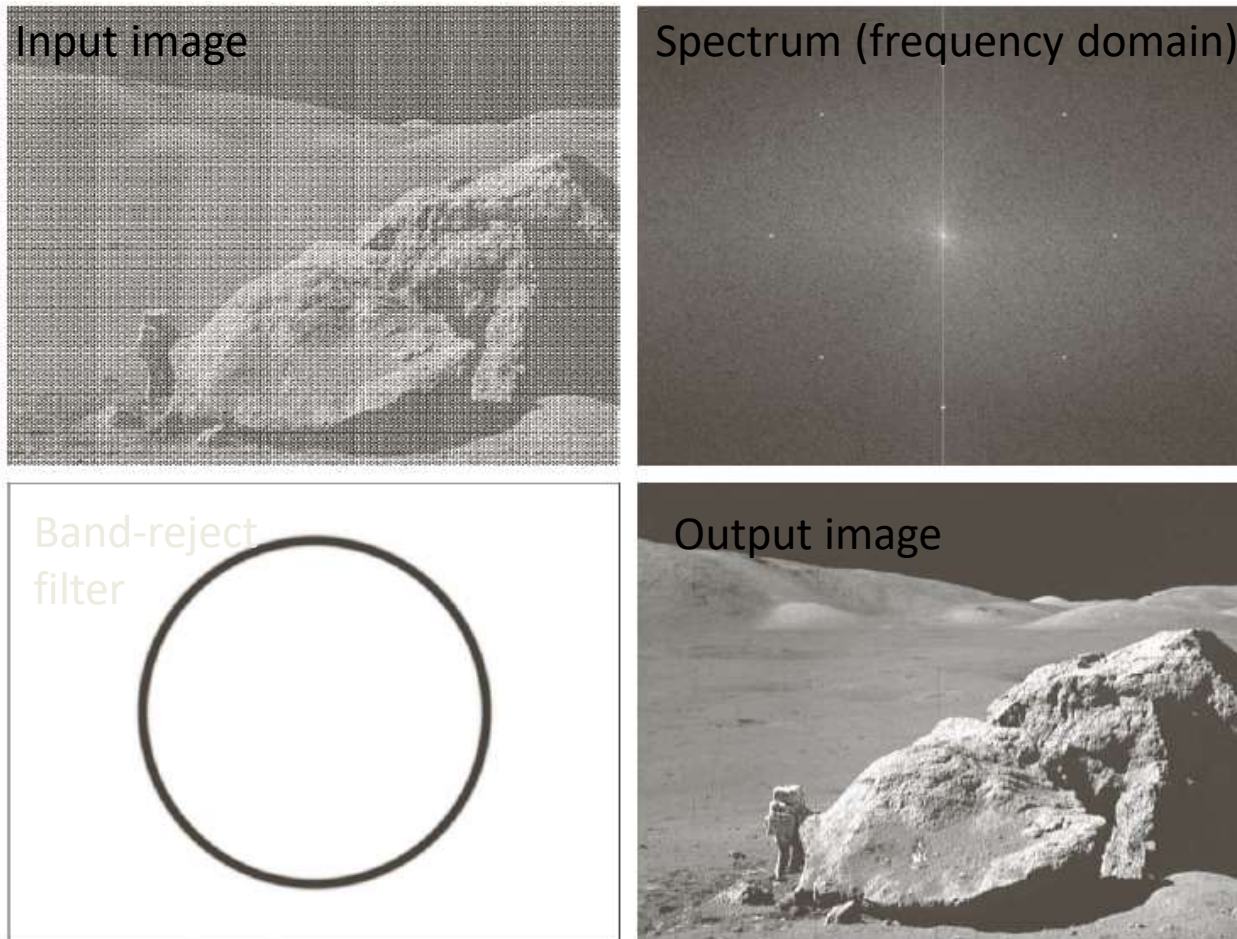 Input image
Spectrum (frequency domain)
Band-reject
filter
Output image